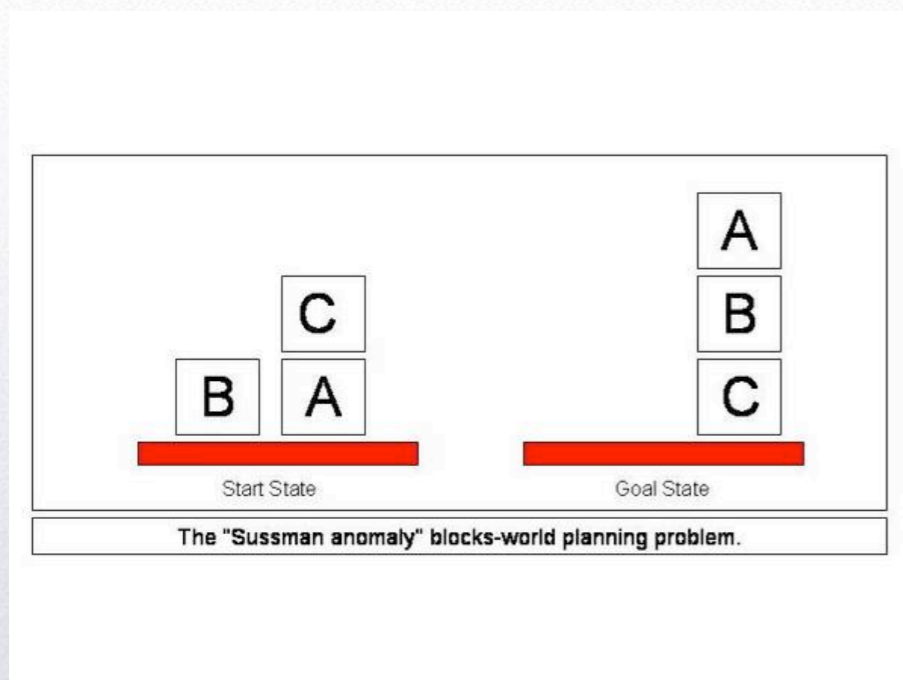 A
C
B
B
A
C
Start State
Goal State
The "Sussman anomaly" blocks-world planning problem.